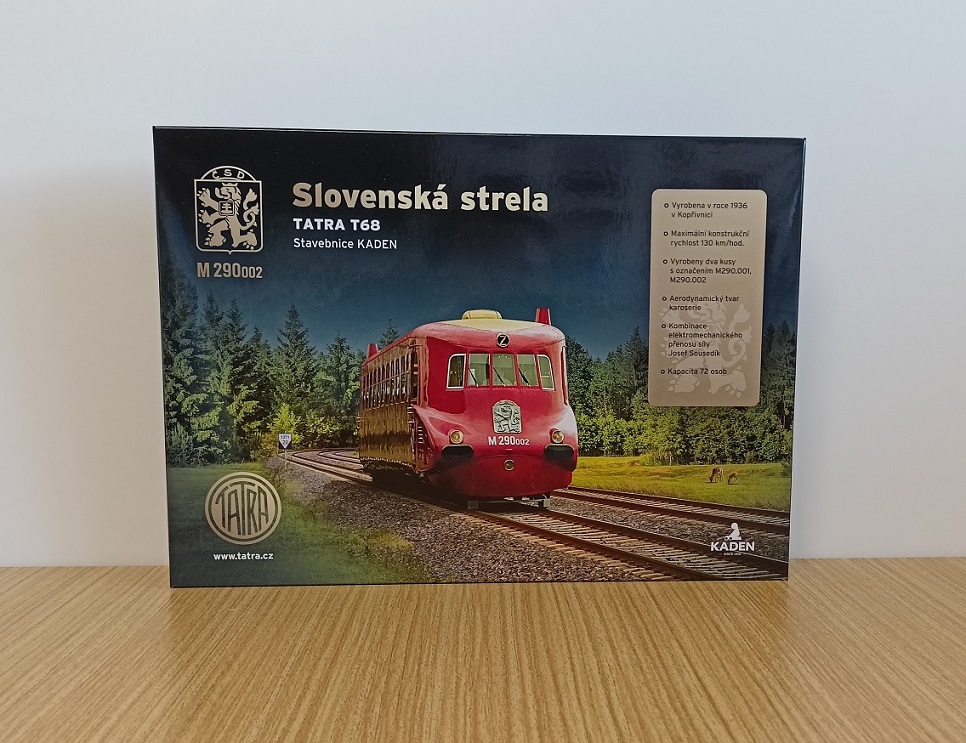 ČSD
M 290002
Slovenská strela
TATRA T68
Stavebnice KADEN
Vyrobena v roce 1936
v Kopřivnici
Maximální konstrukční
rychlost 130 km/hod.
Vyrobeny dva kusy
s označením M290.001,
M290.002
Aerodynamický tvar
karoserie
Kombinace
elektromechanického
přenosu síly
Josef Sousedík
Kapacita 72 osob
Z
M 290002
TATRA
www.tatra.cz
KADEN